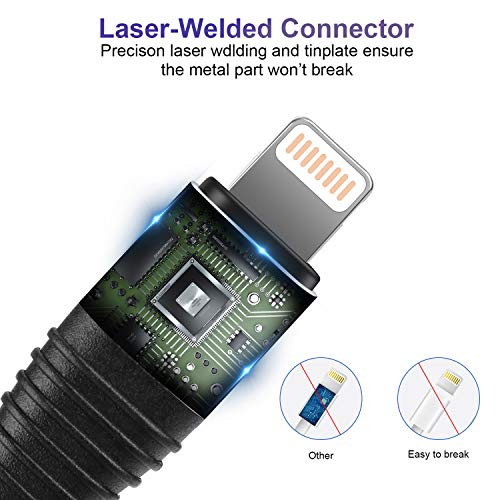 Laser-Welded Connector
Precison laser wdlding and tinplate ensure
the metal part won't break
Other
Easy to break